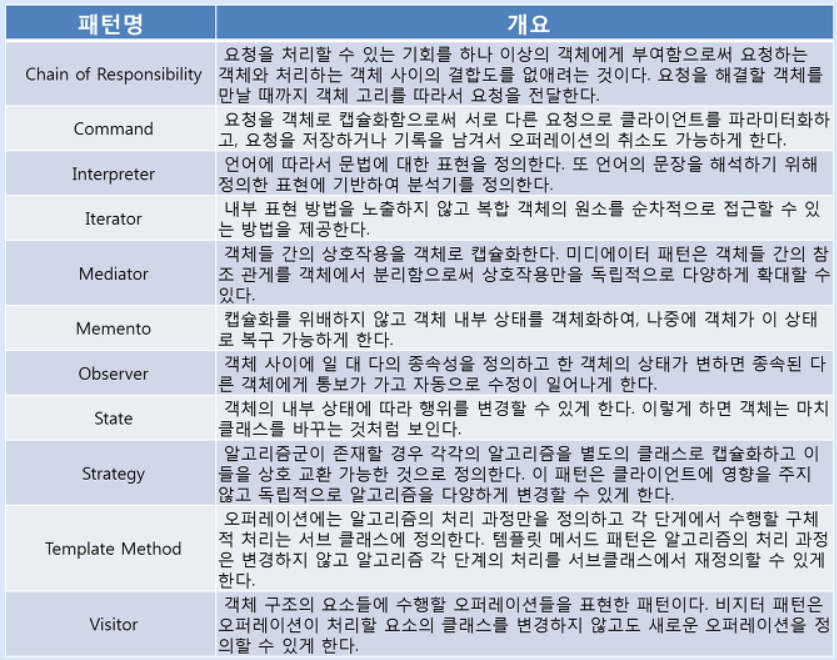 패턴명 개요
Chain of Responsibility
요청을 처리할 수 있는 기회를 하나 이상의 객체에게 부여함으로써 요청하는
객체와 처리하는 객체 사이의 결합도를 없애려는 것이다. 요청을 해결할 객체를
만날 때까지 객체 고리를 따라서 요청을 전달한다.
Command
요청을 객체로 캡슐화함으로써 서로 다른 요청으로 클라이언트를 파라미터화하
고, 요청을 저장하거나 기록을 남겨서 오퍼레이션의 취소도 가능하게 한다.
Interpreter
언어에 따라서 문법에 대한 표현을 정의한다. 또 언어의 문장을 해석하기 위해
정의한 표현에 기반하여 분석기를 정의한다.
Iterator
내부 표현 방법을 노출하지 않고 복합 객체의 원소를 순차적으로 접근할 수 있
는 방법을 제공한다.
Mediator
객체들 간의 상호작용을 객체로 캡슐화한다. 미디에이터 패턴은 객체들 간의 참
조 관게를 객체에서 분리함으로써 상호작용만을 독립적으로 다양하게 확대할 수
있다.
Memento
캡슐화를 위배하지 않고 객체 내부 상태를 객체화하여, 나중에 객체가 이 상태
로 복구 가능하게 한다.
Observer
객체 사이에 일 대 다의 종속성을 정의하고 한 객체의 상태가 변하면 종속된 다
른 객체에게 통보가 가고 자동으로 수정이 일어나게 한다.
State
객체의 내부 상태에 따라 행위를 변경할 수 있게 한다. 이렇게 하면 객체는 마치
클래스를 바꾸는 것처럼 보인다.
Strategy
알고리즘군이 존재할 경우 각각의 알고리즘을 별도의 클래스로 캡슐화하고 이
들을 상호 교환 가능한 것으로 정의한다. 이 패턴은 클라이언트에 영향을 주지
않고 독립적으로 알고리즘을 다양하게 변경할 수 있게 한다.
Template Method
오퍼레이션에는 알고리즘의 처리 과정만을 정의하고 각 단게에서 수행할 구체
적 처리는 서브 클래스에 정의한다. 템플릿 메서드 패턴은 알고리즘의 처리 과정
은 변경하지 않고 알고리즘 각 단계의 처리를 서브클래스에서 재정의할 수 있게
한다.
Visitor
객체 구조의 요소들에 수행할 오퍼레이션들을 표현한 패턴이다. 비지터 패턴은
오퍼레이션이 처리할 요소의 클래스를 변경하지 않고도 새로운 오퍼레이션을 정
의할 수 있게 한다.